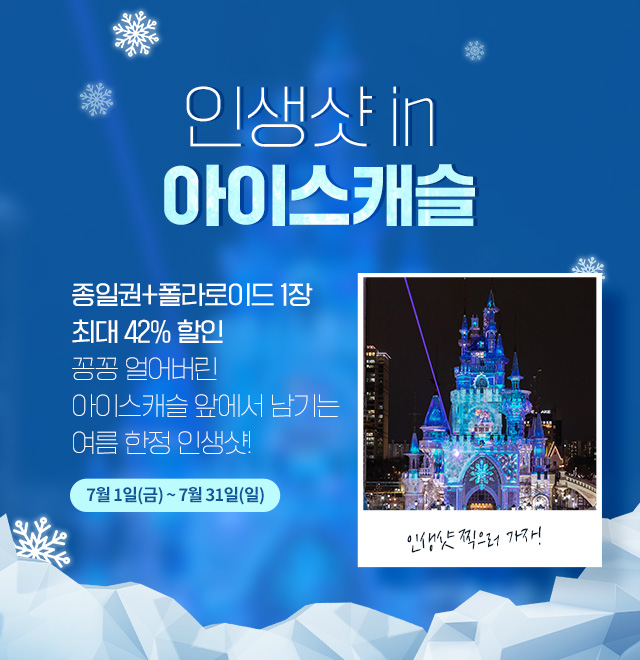 인생샷 in
아이스캐슬
종일권+폴라로이드 1장
최대 42% 할인
꽁꽁 얼어버린
아이스캐슬 앞에서 남기는
여름 한정 인생샷!
7월 1일(금) ~ 7월 31일(일)
인생샷 찍으러 가자!